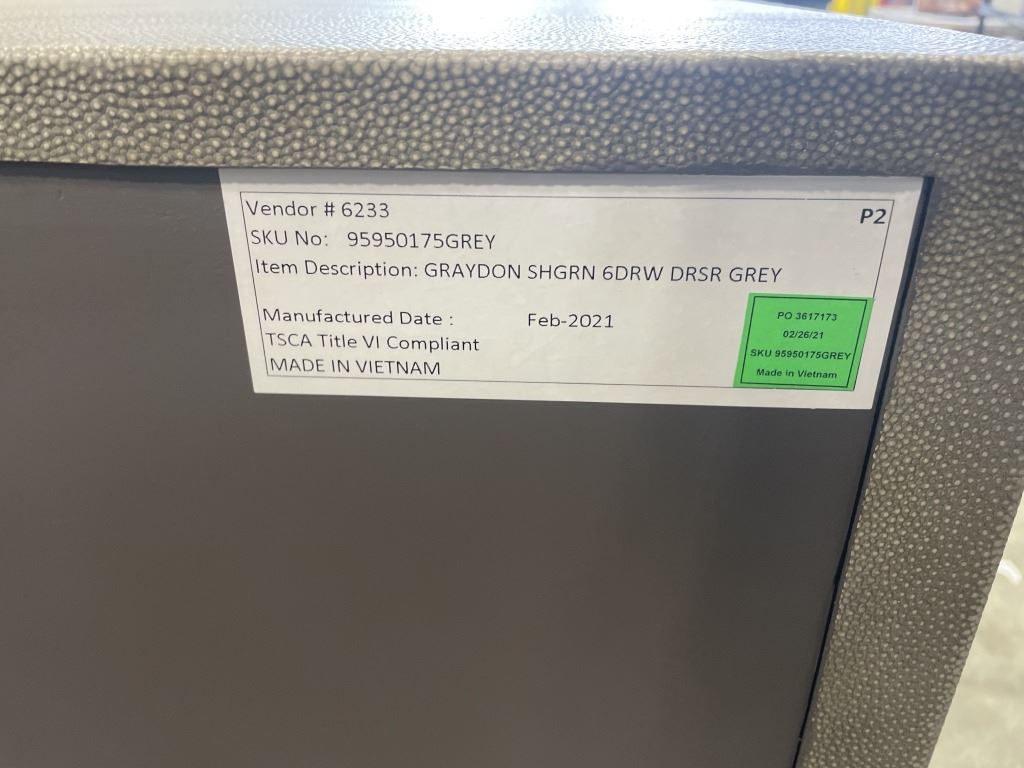 Vendor # 6233
P2
SKU No: 95950175GREY
Item Description: GRAYDON SHGRN 6DRW DRSR GREY
Manufactured Date : Feb-2021
TSCA Title VI Compliant
MADE IN VIETNAM
PO 3617173
02/26/21
SKU 95950175GREY
Made in Vietnam